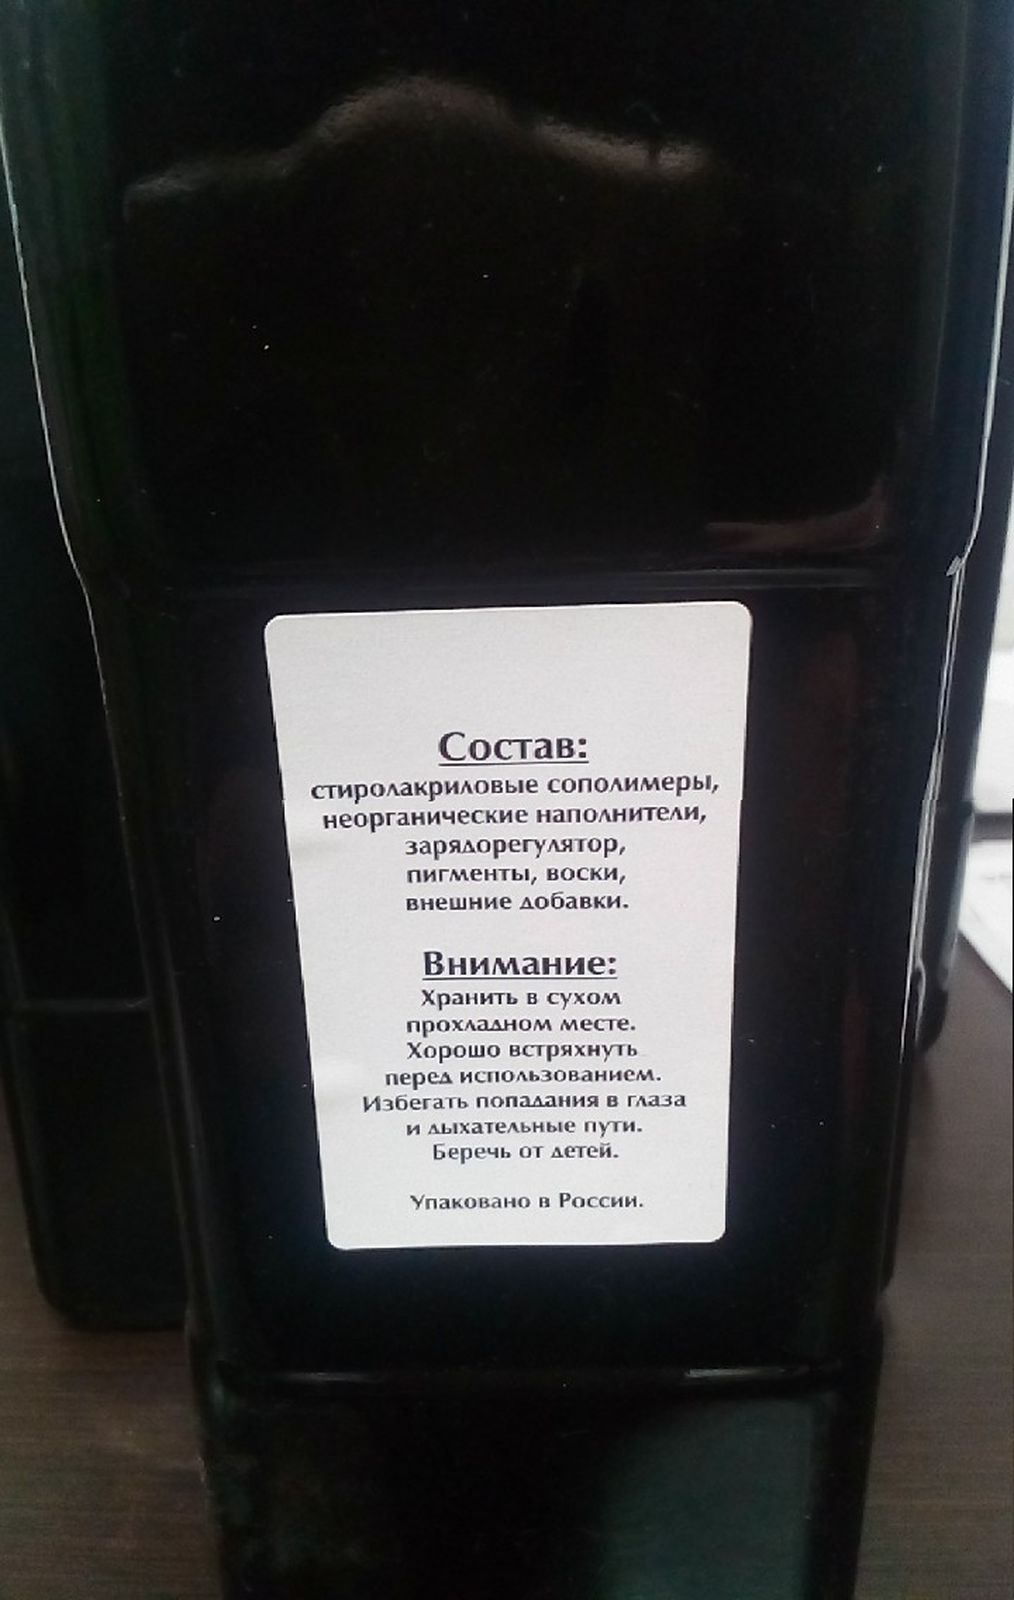 Состав:
стиролакриловые сополимеры,
неорганические наполнители,
зарядорегулятор,
пигменты, воски,
внешние добавки.
Внимание:
Хранить в сухом
прохладном месте.
Хорошо встряхнуть
перед использованием.
Избегать попадания в глаза
и дыхательные пути.
Беречь от детей.
Упаковано в России.